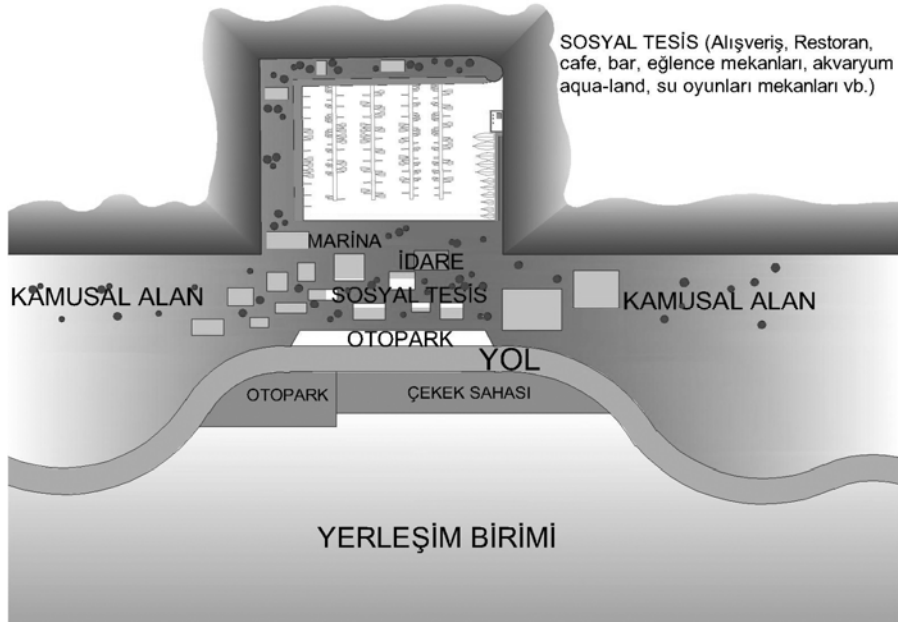 SOSYAL TESİS (Alışveriş, Restoran,
cafe, bar, eğlence mekanları, akvaryum
aqua-land, su oyunları mekanları vb.)
MARİNA
İDARE
KAMUSAL ALAN
SOSYAL TESİS
KAMUSAL ALAN
OTOPARK
YOL
OTOPARK
ÇEKEK SAHASI
YERLEŞİM BİRİMİ